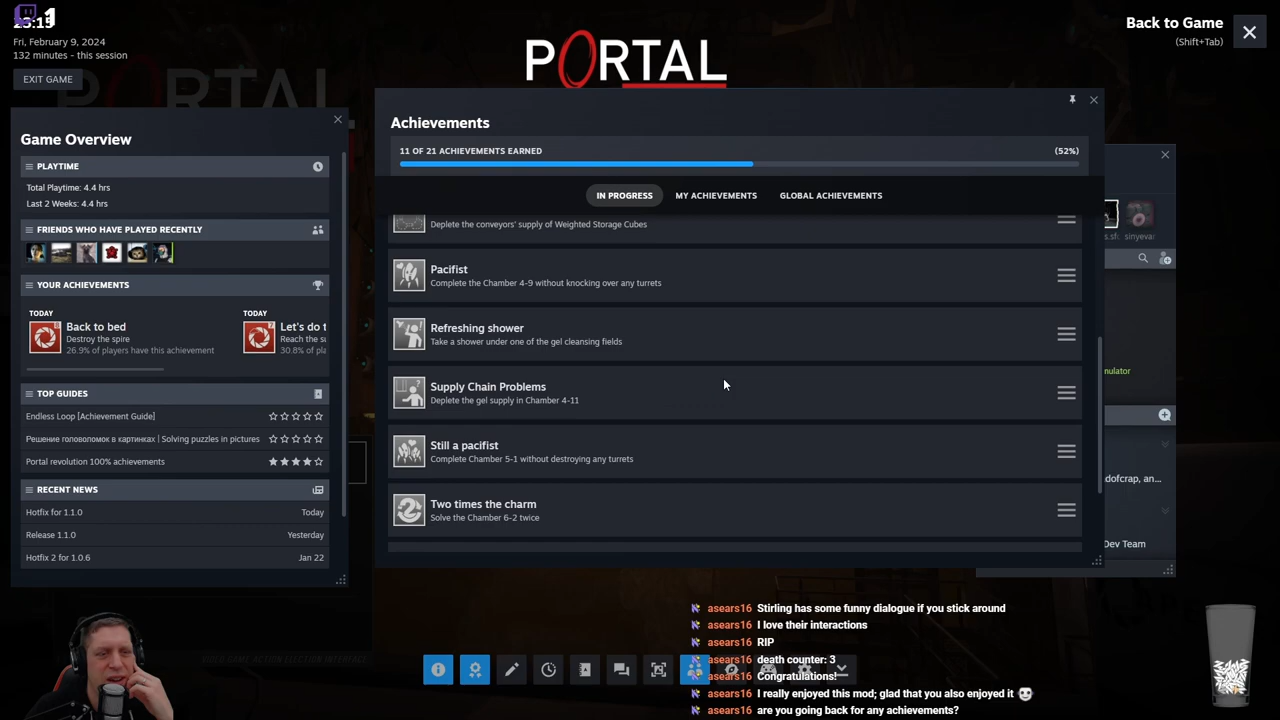 Fri, February 9, 2024
132 minutes - this session
EXIT GAME
PORTAL
Back to Game
(Shift+Tab)
Game Overview
PLAYTIME
Total Playtime: 4.4 hrs
Last 2 Weeks: 4.4 hrs
FRIENDS WHO HAVE PLAYED RECENTLY
YOUR ACHIEVEMENTS
TODAY
Back to bed
Destroy the spire
26.9% of players have this achievement
TODAY
Let's do t
Reach the su
30.8% of pla
TOP GUIDES
Endless Loop [Achievement Guide]
Решение головоломок в картинках | Solving puzzles in pictures
Portal revolution 100% achievements
RECENT NEWS
Hotfix for 1.1.0 Today
Release 1.1.0 Yesterday
Hotfix 2 for 1.0.6 Jan 22
Achievements
11 OF 21 ACHIEVEMENTS EARNED (52%)
IN PROGRESS MY ACHIEVEMENTS GLOBAL ACHIEVEMENTS
Deplete the conveyors' supply of Weighted Storage Cubes
Pacifist
Complete the Chamber 4-9 without knocking over any turrets
Refreshing shower
Take a shower under one of the gel cleansing fields
Supply Chain Problems
Deplete the gel supply in Chamber 4-11
Still a pacifist
Complete Chamber 5-1 without destroying any turrets
Two times the charm
Solve the Chamber 6-2 twice
s.sf sinyevar
mulator
adofcrap, an...
Dev Team
asears16 Stirling has some funny dialogue if you stick around
asears16 I love their interactions
asears16 RIP
asears16 death counter: 3
asears16 Congratulations!
asears16 I really enjoyed this mod; glad that you also enjoyed it
asears16 are you going back for any achievements?